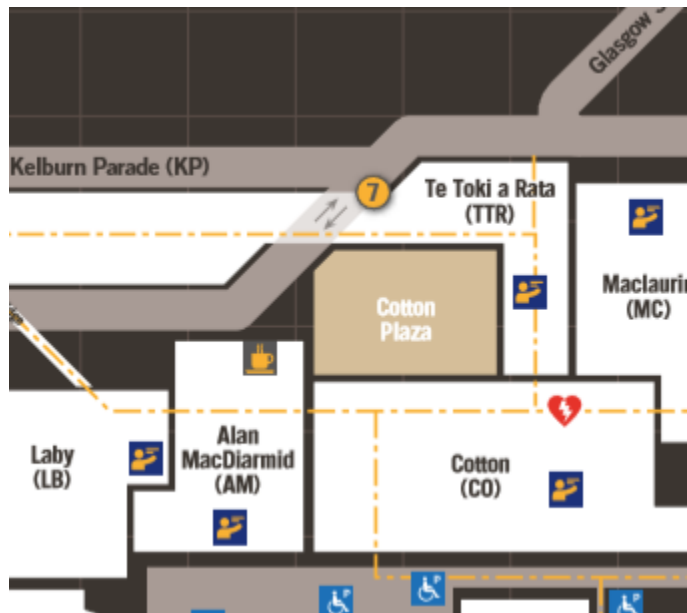 Glasgow S
Kelburn Parade (KP)
7
Te Toki a Rata
(TTR)
Maclaurin
(MC)
Cotton
Plaza
Laby
(LB)
Alan
MacDiarmid
(AM)
Cotton
(CO)
P
P
P